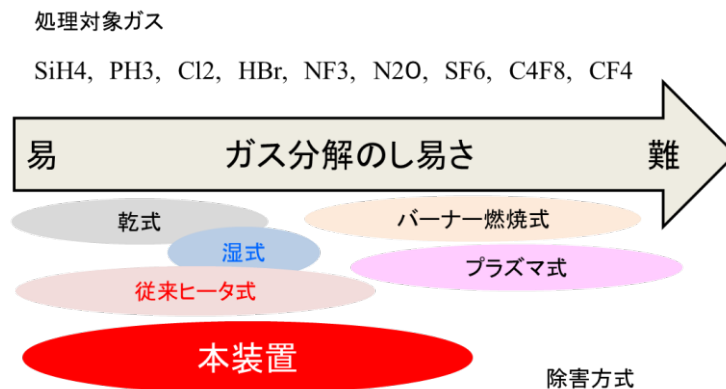 処理対象ガス
SiH4, PH3, Cl2, HBr, NF3, N2O, SF6, C4F8, CF4
易 ガス分解のし易さ 難
乾式
バーナー燃焼式
湿式
プラズマ式
従来ヒータ式
本装置
除害方式